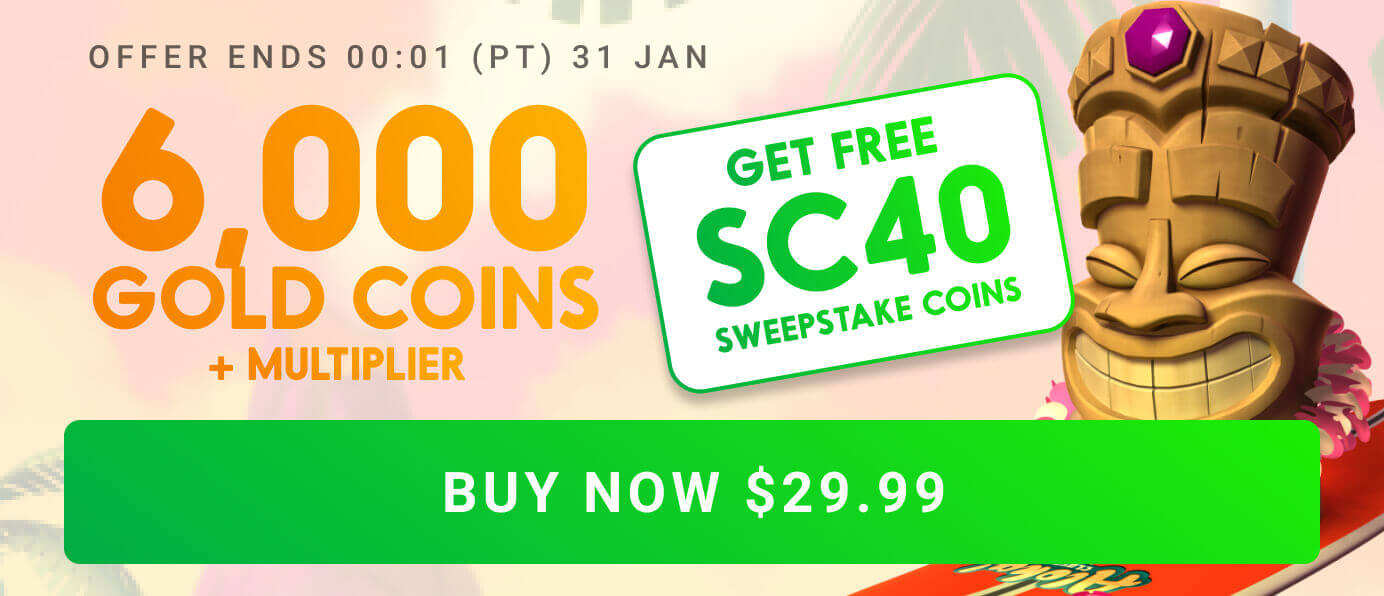 OFFER ENDS 00:01 (PT) 31 JAN
6,000
GOLD COINS
+ MULTIPLIER
GET FREE
SC40
SWEEPSTAKE COINS
BUY NOW $29.99
Aloha!